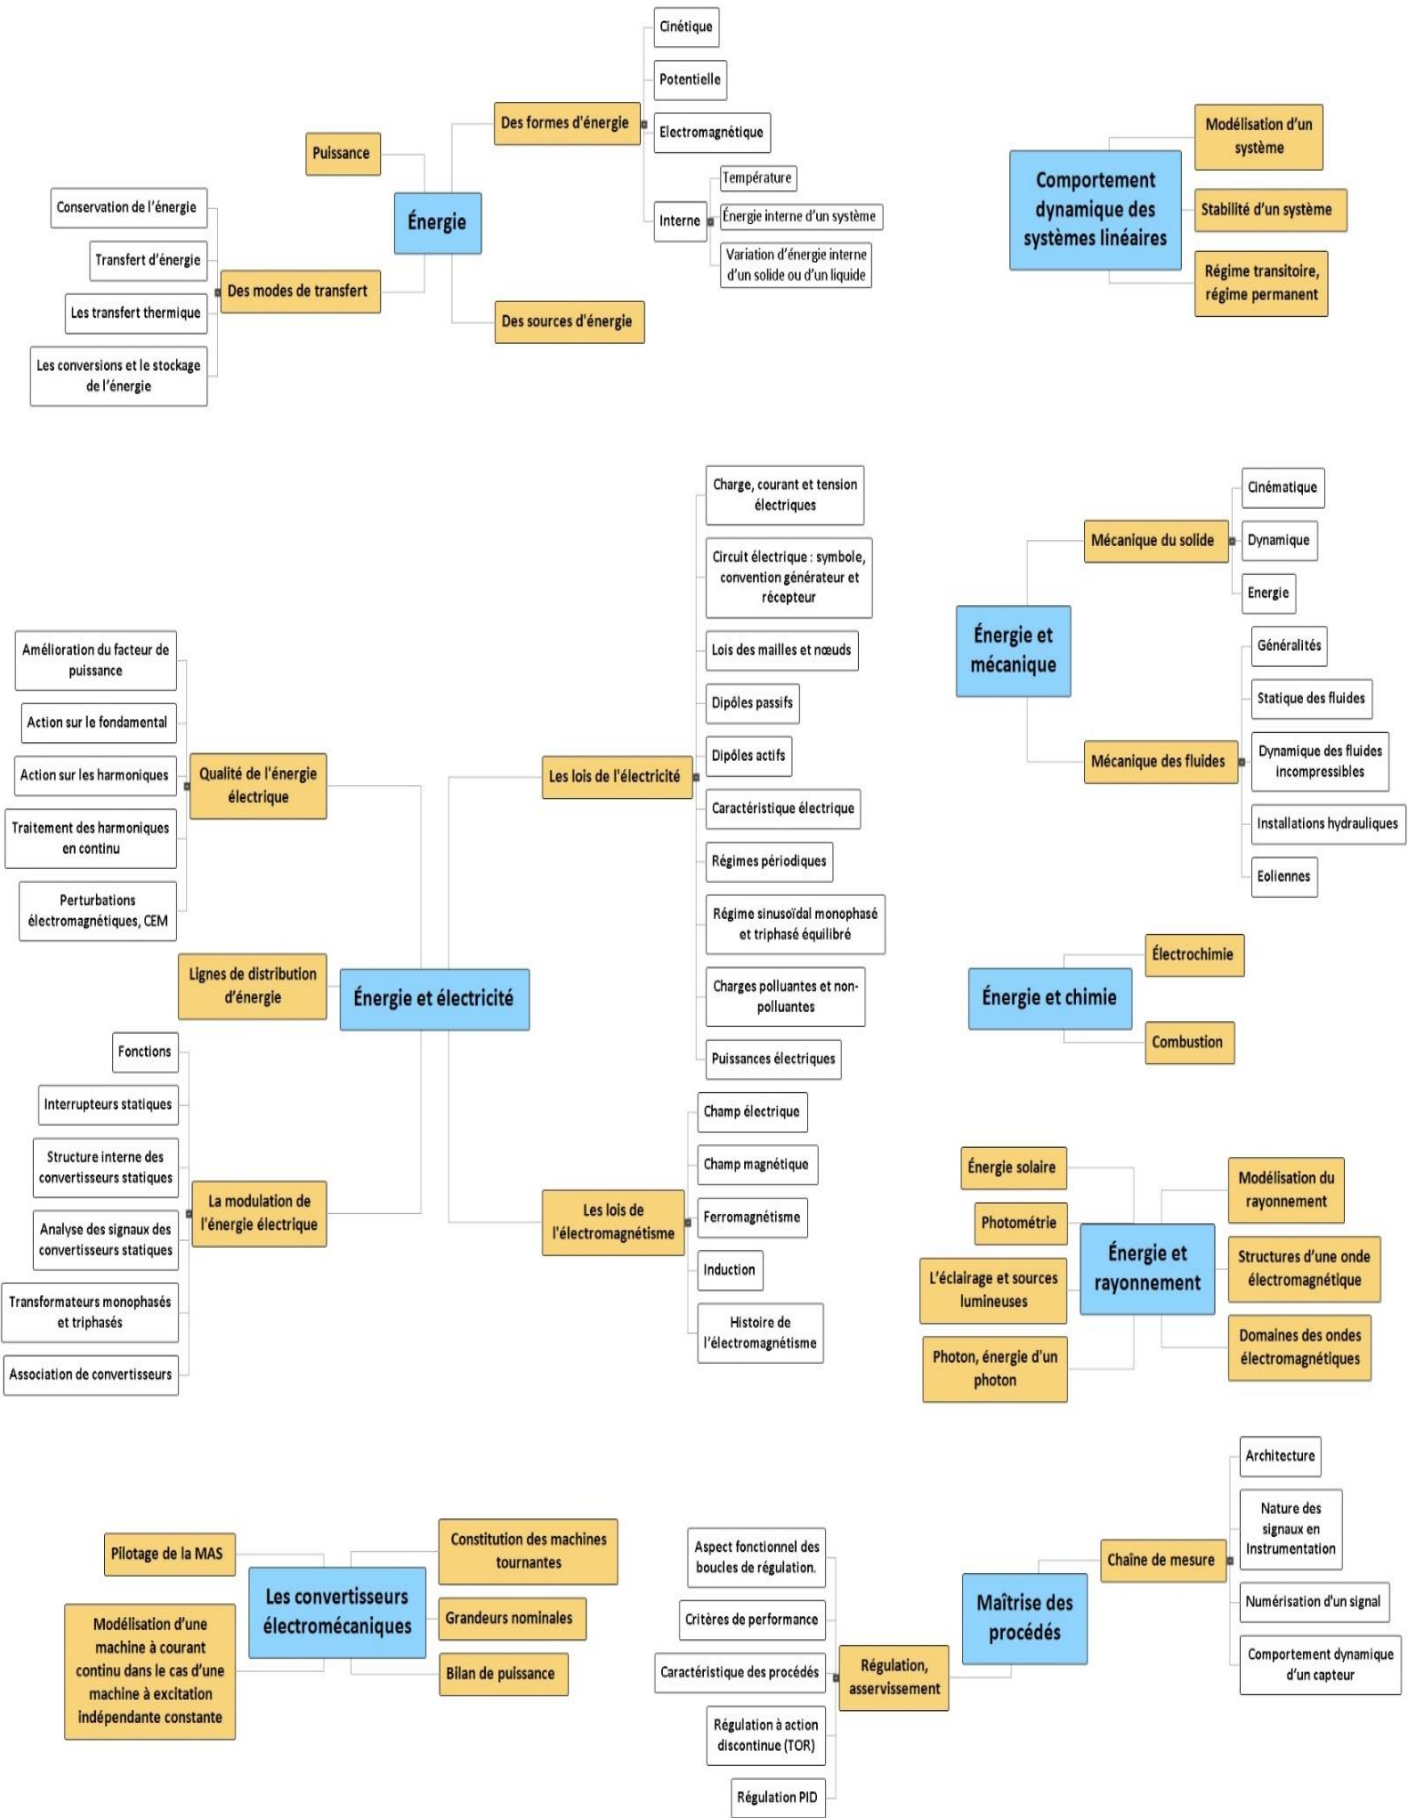 Énergie
Puissance
Des formes d'énergie
Cinétique
Potentielle
Electromagnétique
Interne
Température
Énergie interne d'un système
Variation d'énergie interne
d'un solide ou d'un liquide
Des sources d'énergie
Des modes de transfert
Conservation de l'énergie
Transfert d'énergie
Les transfert thermique
Les conversions et le stockage
de l'énergie
Comportement
dynamique des
systèmes linéaires
Modélisation d'un
système
Stabilité d'un système
Régime transitoire,
régime permanent
Énergie et électricité
Qualité de l'énergie
électrique
Amélioration du facteur de
puissance
Action sur le fondamental
Action sur les harmoniques
Traitement des harmoniques
en continu
Perturbations
électromagnétiques, CEM
Lignes de distribution
d'énergie
La modulation de
l'énergie électrique
Fonctions
Interrupteurs statiques
Structure interne des
convertisseurs statiques
Analyse des signaux des
convertisseurs statiques
Transformateurs monophasés
et triphasés
Association de convertisseurs
Les lois de l'électricité
Charge, courant et tension
électriques
Circuit électrique : symbole,
convention générateur et
récepteur
Lois des mailles et nœuds
Dipôles passifs
Dipôles actifs
Caractéristique électrique
Régimes périodiques
Régime sinusoïdal monophasé
et triphasé équilibré
Charges polluantes et non-
polluantes
Puissances électriques
Les lois de
l'électromagnétisme
Champ électrique
Champ magnétique
Ferromagnétisme
Induction
Histoire de
l'électromagnétisme
Énergie et
mécanique
Mécanique du solide
Cinématique
Dynamique
Energie
Mécanique des fluides
Généralités
Statique des fluides
Dynamique des fluides
incompressibles
Installations hydrauliques
Eoliennes
Énergie et chimie
Électrochimie
Combustion
Énergie et
rayonnement
Énergie solaire
Photométrie
L'éclairage et sources
lumineuses
Photon, énergie d'un
photon
Modélisation du
rayonnement
Structures d'une onde
électromagnétique
Domaines des ondes
électromagnétiques
Les convertisseurs
électromécaniques
Pilotage de la MAS
Modélisation d'une
machine à courant
continu dans le cas d'une
machine à excitation
indépendante constante
Constitution des machines
tournantes
Grandeurs nominales
Bilan de puissance
Maîtrise des
procédés
Chaîne de mesure
Architecture
Nature des
signaux en
Instrumentation
Numérisation d'un signal
Comportement dynamique
d'un capteur
Régulation,
asservissement
Aspect fonctionnel des
boucles de régulation.
Critères de performance
Caractéristique des procédés
Régulation à action
discontinue (TOR)
Régulation PID